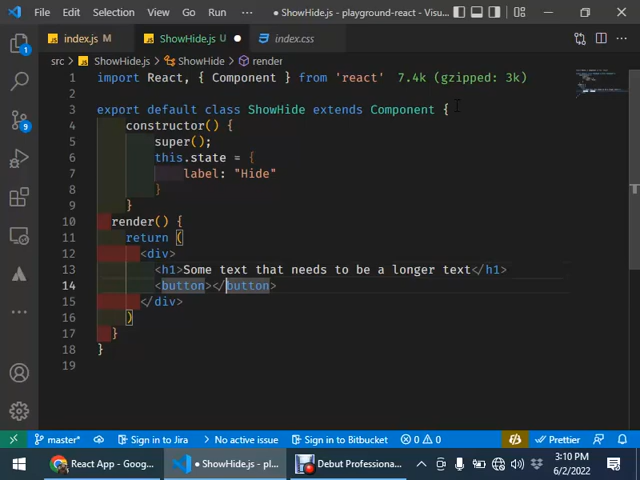 File Edit Selection View Go Run ··· ●ShowHide.js - playground-react - Visu...
index.js ShowHide.js ● index.css
src > ShowHide.js > ShowHide > render
1 import React, { Component } from 'react' 7.4k (gzipped: 3k)
2
3 export default class ShowHide extends Component {
4 constructor() {
5 super();
6 this.state = {
7 label: "Hide"
8 }
9 }
10 render() {
11 return (
12 <div>
13 <h1>Some text that needs to be a longer text</h1>
14 <button></button>
15 </div>
16 )
17 }
18 }
19
9
master* Sign in to Jira No active issue Sign in to Bitbucket 0 0 Prettier
React App - Goog... ● ShowHide.js - pl... Debut Professiona... 3:10 PM
6/2/2022